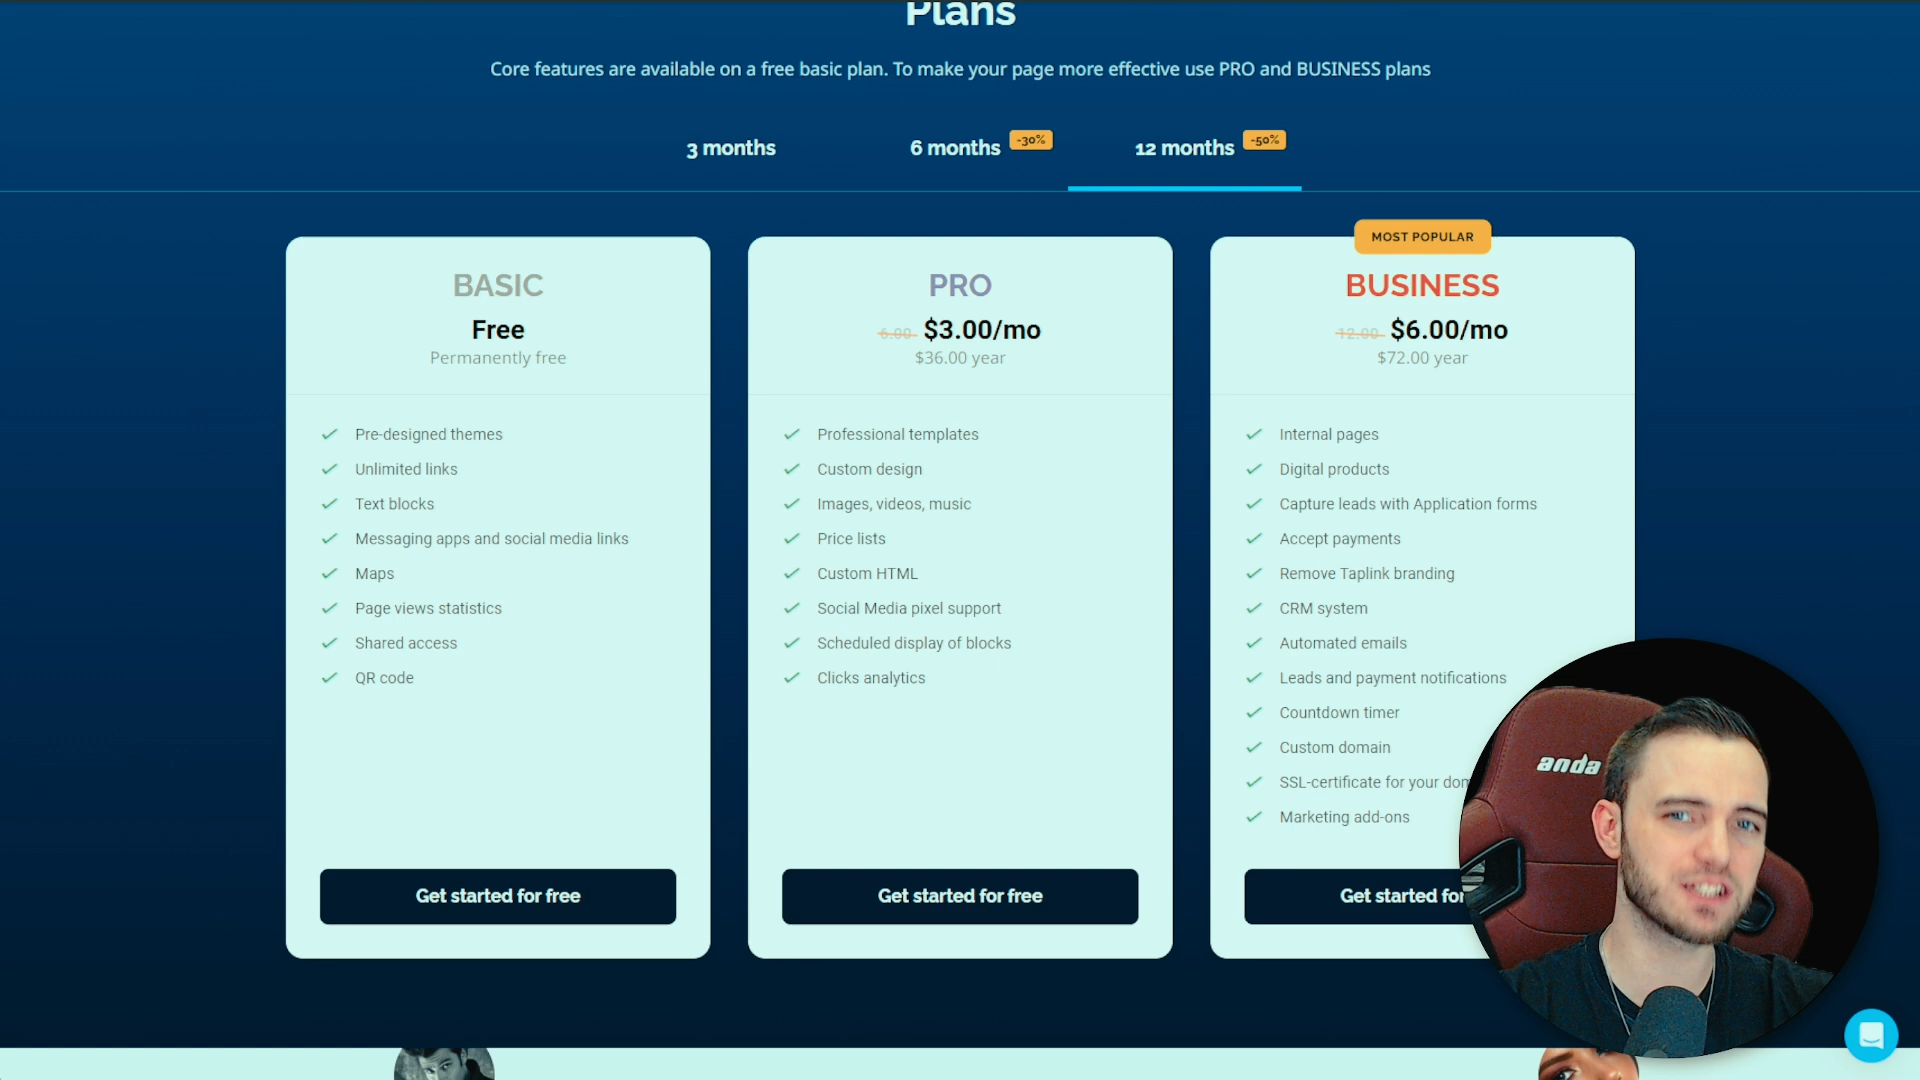 Plans
Core features are available on a free basic plan. To make your page more effective use PRO and BUSINESS plans
3 months
6 months -30%
12 months -50%
BASIC
Free
Permanently free
Pre-designed themes
Unlimited links
Text blocks
Messaging apps and social media links
Maps
Page views statistics
Shared access
QR code
Get started for free
PRO
6.00 $3.00/mo
$36.00 year
Professional templates
Custom design
Images, videos, music
Price lists
Custom HTML
Social Media pixel support
Scheduled display of blocks
Clicks analytics
Get started for free
MOST POPULAR
BUSINESS
12.00 $6.00/mo
$72.00 year
Internal pages
Digital products
Capture leads with Application forms
Accept payments
Remove Taplink branding
CRM system
Automated emails
Leads and payment notifications
Countdown timer
Custom domain
SSL-certificate for your
Marketing add-ons
Get started for
anda